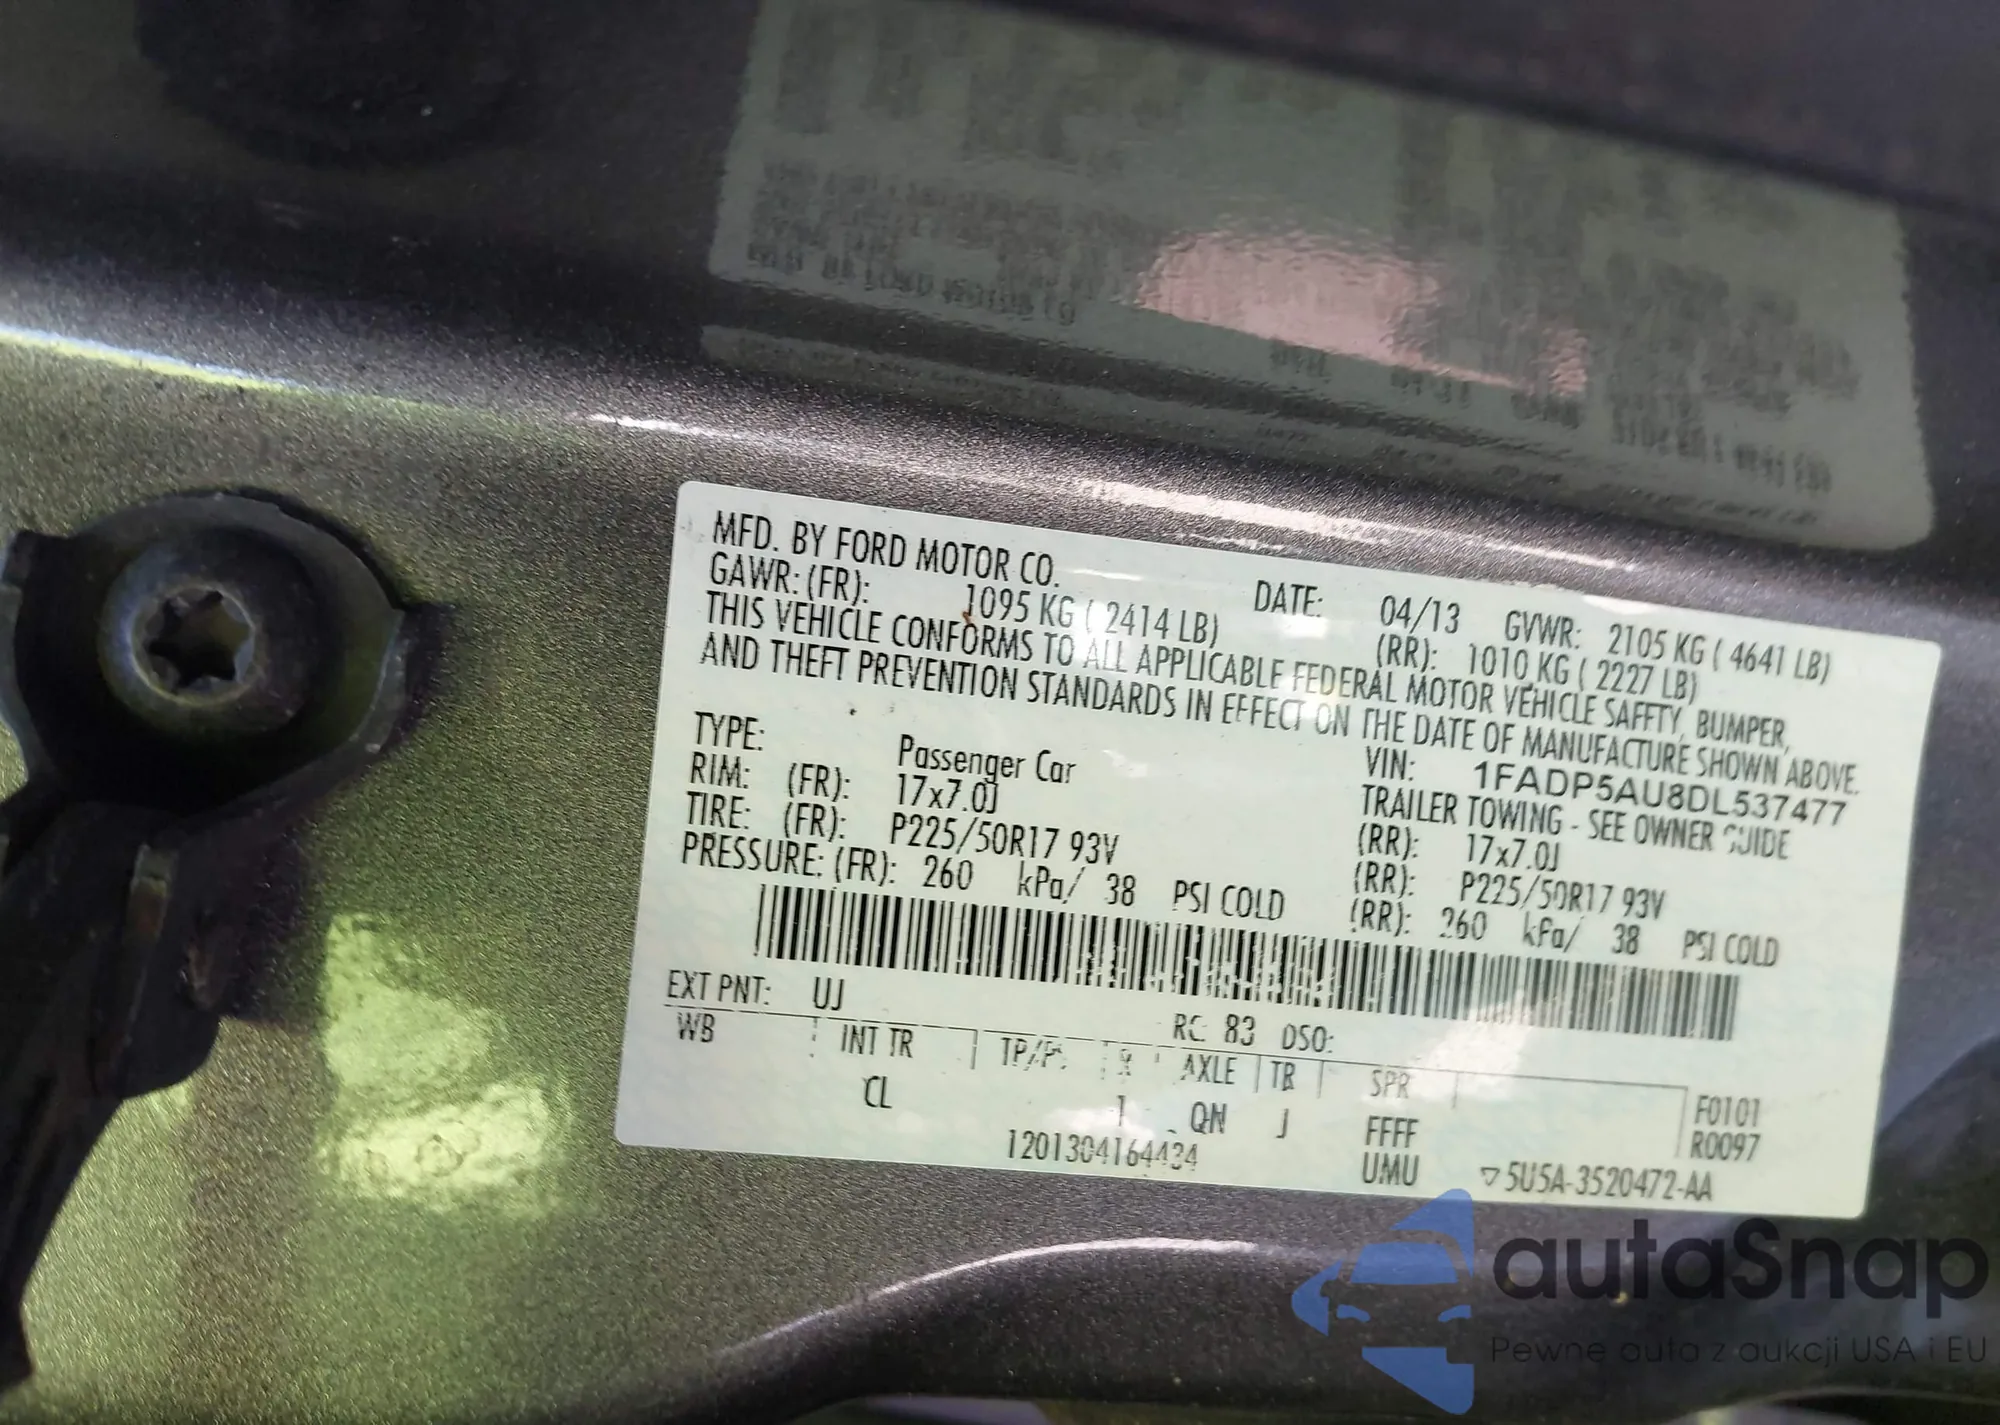 MFD. BY FORD MOTOR CO. DATE: 04/13 GVWR: 2105 KG ( 4641 LB)
GAWR: (FR): 1095 KG ( 2414 LB) (RR): 1010 KG ( 2227 LB)
THIS VEHICLE CONFORMS TO ALL APPLICABLE FEDERAL MOTOR VEHICLE SAFETY, BUMPER,
AND THEFT PREVENTION STANDARDS IN EFFECT ON THE DATE OF MANUFACTURE SHOWN ABOVE.
VIN: 1FADP5AU8DL537477
TYPE: Passenger Car TRAILER TOWING - SEE OWNER GUIDE
RIM: (FR): 17x7.0J (RR): 17x7.0J
TIRE: (FR): P225/50R17 93V (RR): P225/50R17 93V
PRESSURE: (FR): 260 kPa/ 38 PSI COLD (RR): 260 kPa/ 38 PSI COLD
EXT PNT: UJ RC: 83 DSO:
WB INT TR TP/PS R AXLE TR SPR F0101
CL 1 QN J FFFF R0097
1201304164434 UMU ▽5U5A-3520472-AA
autaSnap
Pewne auta z aukcji USA i EU